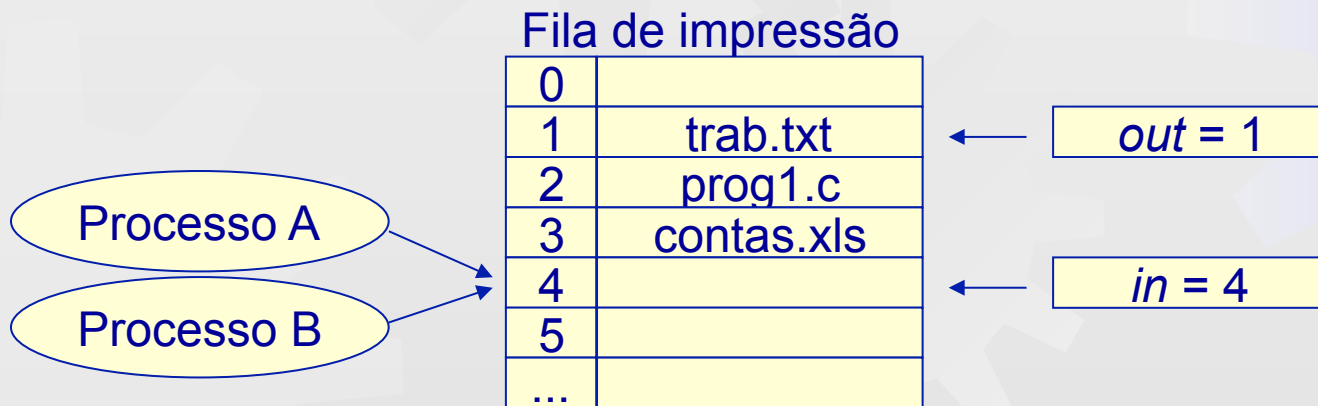 Fila de impressão
0
1 trab.txt out = 1
2 prog1.c
Processo A
3 contas.xls
4 in = 4
Processo B
5
...